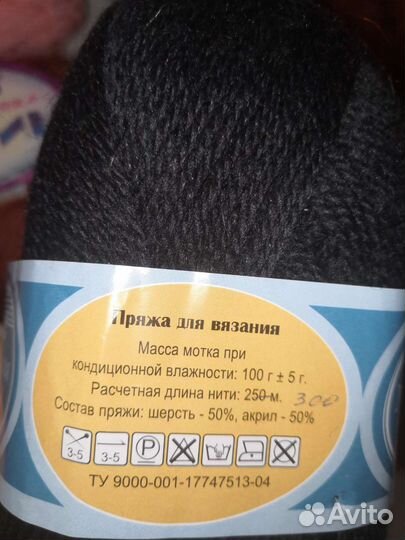 Пряжа для вязания
Масса мотка при
кондиционной влажности: 100 г ± 5 г.
Расчетная длина нити: 250 м. 300
Состав пряжи: шерсть - 50%, акрил - 50%
3-5 3-5 P
ТУ 9000-001-17747513-04
Avito